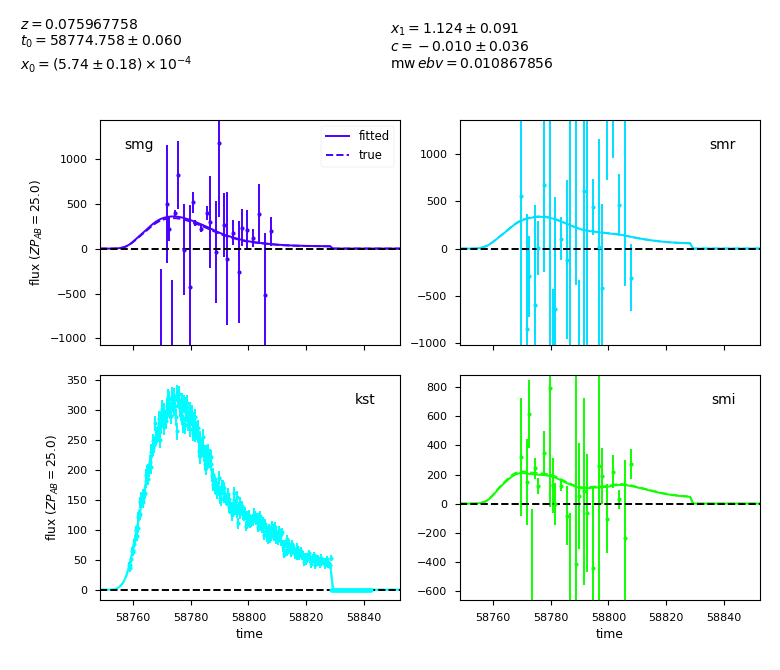 z = 0.075967758
t₀ = 58774.758 ± 0.060
x₀ = (5.74 ± 0.18) × 10⁻⁴
x₁ = 1.124 ± 0.091
c = −0.010 ± 0.036
mw ebv = 0.010867856
smg
fitted
true
1000
500
0
−500
−1000
flux (ZP_AB = 25.0)
smr
1000
500
0
−500
−1000
kst
350
300
250
200
150
100
50
0
flux (ZP_AB = 25.0)
58760 58780 58800 58820 58840
time
smi
800
600
400
200
0
−200
−400
−600
58760 58780 58800 58820 58840
time